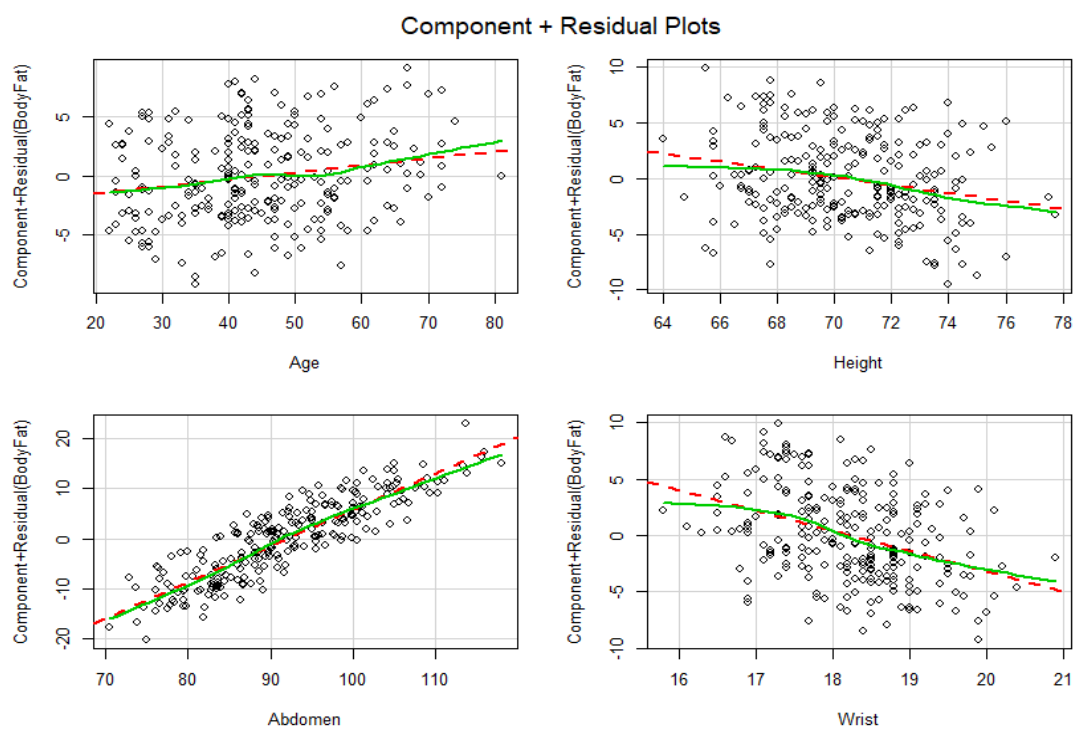 Component + Residual Plots
Component+Residual(BodyFat)
5
0
-5
20 30 40 50 60 70 80
Age
Component+Residual(BodyFat)
10
5
0
-5
-10
64 66 68 70 72 74 76 78
Height
Component+Residual(BodyFat)
20
10
0
-10
-20
70 80 90 100 110
Abdomen
Component+Residual(BodyFat)
10
5
0
-5
-10
16 17 18 19 20 21
Wrist